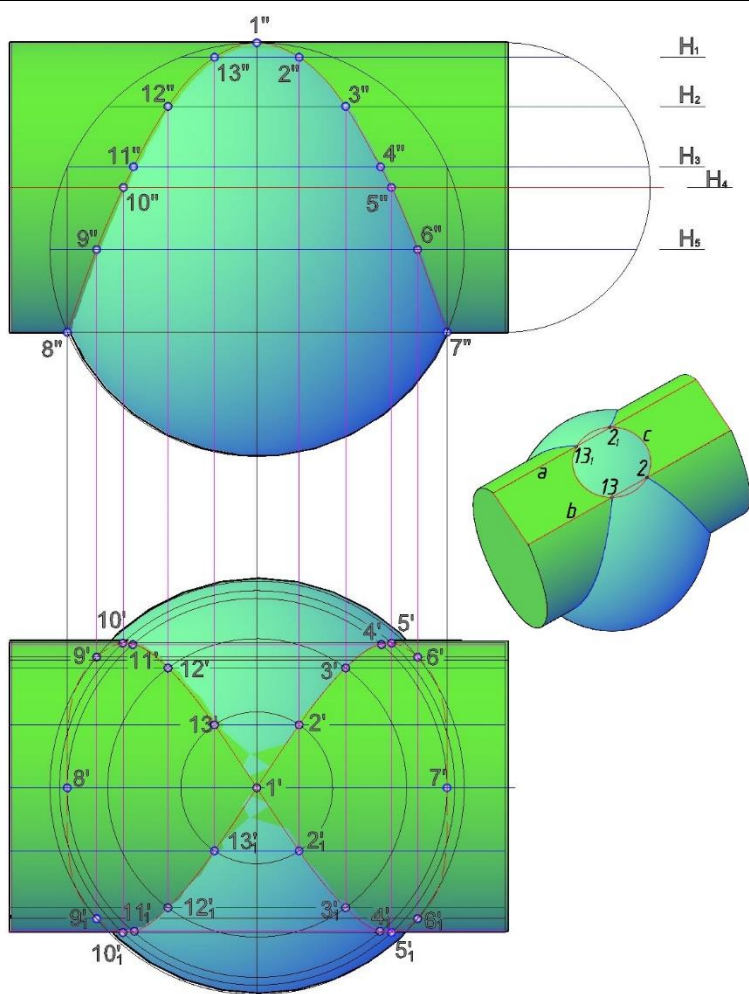 1"
13" 2" H₁
12" 3" H₂
11" 4" H₃
10" 5" H₄
9" 6" H₅
8" 7"
2₁ c
13₁ 2
a 13
b
10' 4' 5'
9' 11' 12' 3' 6'
13' 2'
8' 1' 7'
13'₁ 2'₁
9'₁ 11'₁ 12'₁ 3'₁ 4'₁ 6'₁
10'₁ 5'₁